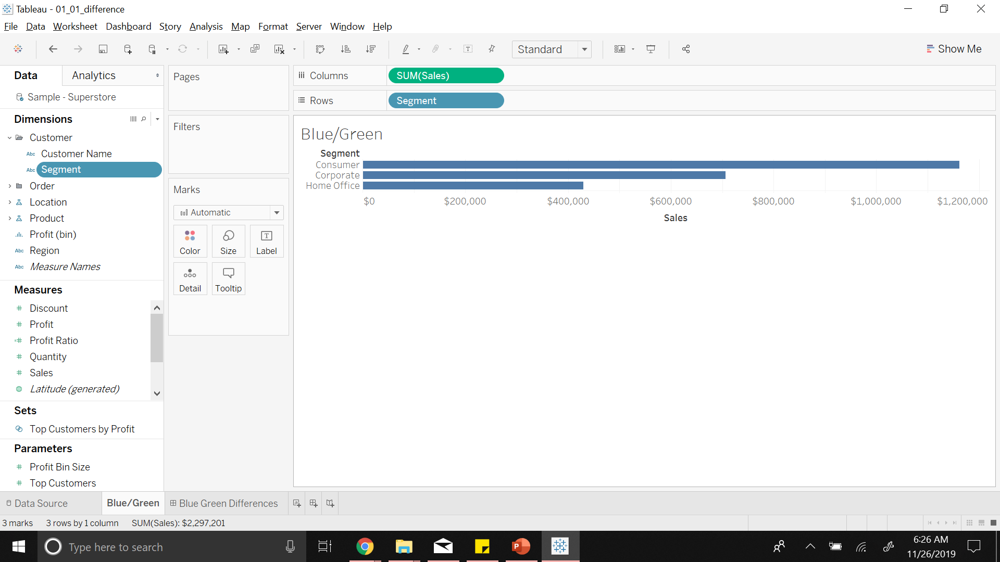 Tableau - 01_01_difference
File Data Worksheet Dashboard Story Analysis Map Format Server Window Help
Standard
Show Me
Data
Analytics
Sample - Superstore
Dimensions
Customer
Abc Customer Name
Abc Segment
Order
Location
Product
Profit (bin)
Abc Region
Abc Measure Names
Measures
# Discount
# Profit
=# Profit Ratio
# Quantity
# Sales
Latitude (generated)
Sets
Top Customers by Profit
Parameters
# Profit Bin Size
# Top Customers
Pages
Filters
Marks
Automatic
Color
Size
T
Label
Detail
Tooltip
Columns
SUM(Sales)
Rows
Segment
Blue/Green
Segment
Consumer
Corporate
Home Office
$0 $200,000 $400,000 $600,000 $800,000 $1,000,000 $1,200,000
Sales
Data Source
Blue/Green
Blue Green Differences
3 marks
3 rows by 1 column
SUM(Sales): $2,297,201
Type here to search
P
6:26 AM
11/26/2019